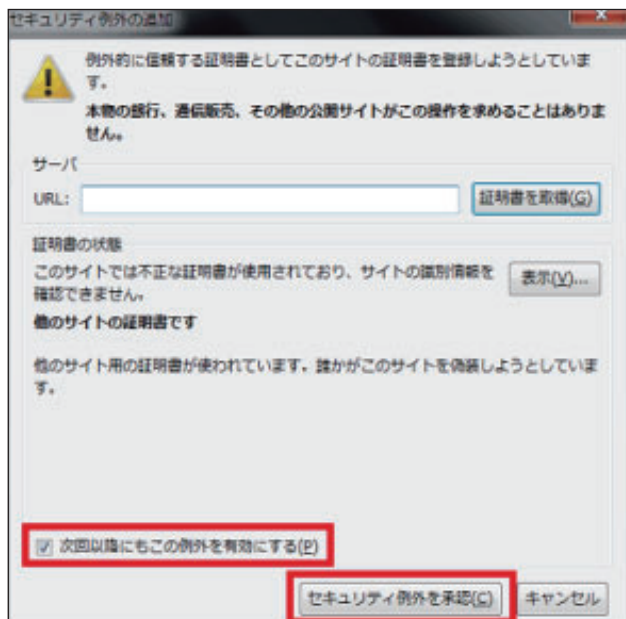 セキュリティ例外の追加
例外的に信頼する証明書としてこのサイトの証明書を登録しようとしていま
す。
本物の銀行、通信販売、その他の公開サイトがこの操作を求めることはありま
せん。
サーバ
URL: 証明書を取得(G)
証明書の状態
このサイトでは不正な証明書が使用されており、サイトの識別情報を
確認できません。
表示(V)...
他のサイトの証明書です
他のサイト用の証明書が使われています。誰かがこのサイトを偽装しようとしていま
す。
次回以降にもこの例外を有効にする(P)
セキュリティ例外を承認(C) キャンセル